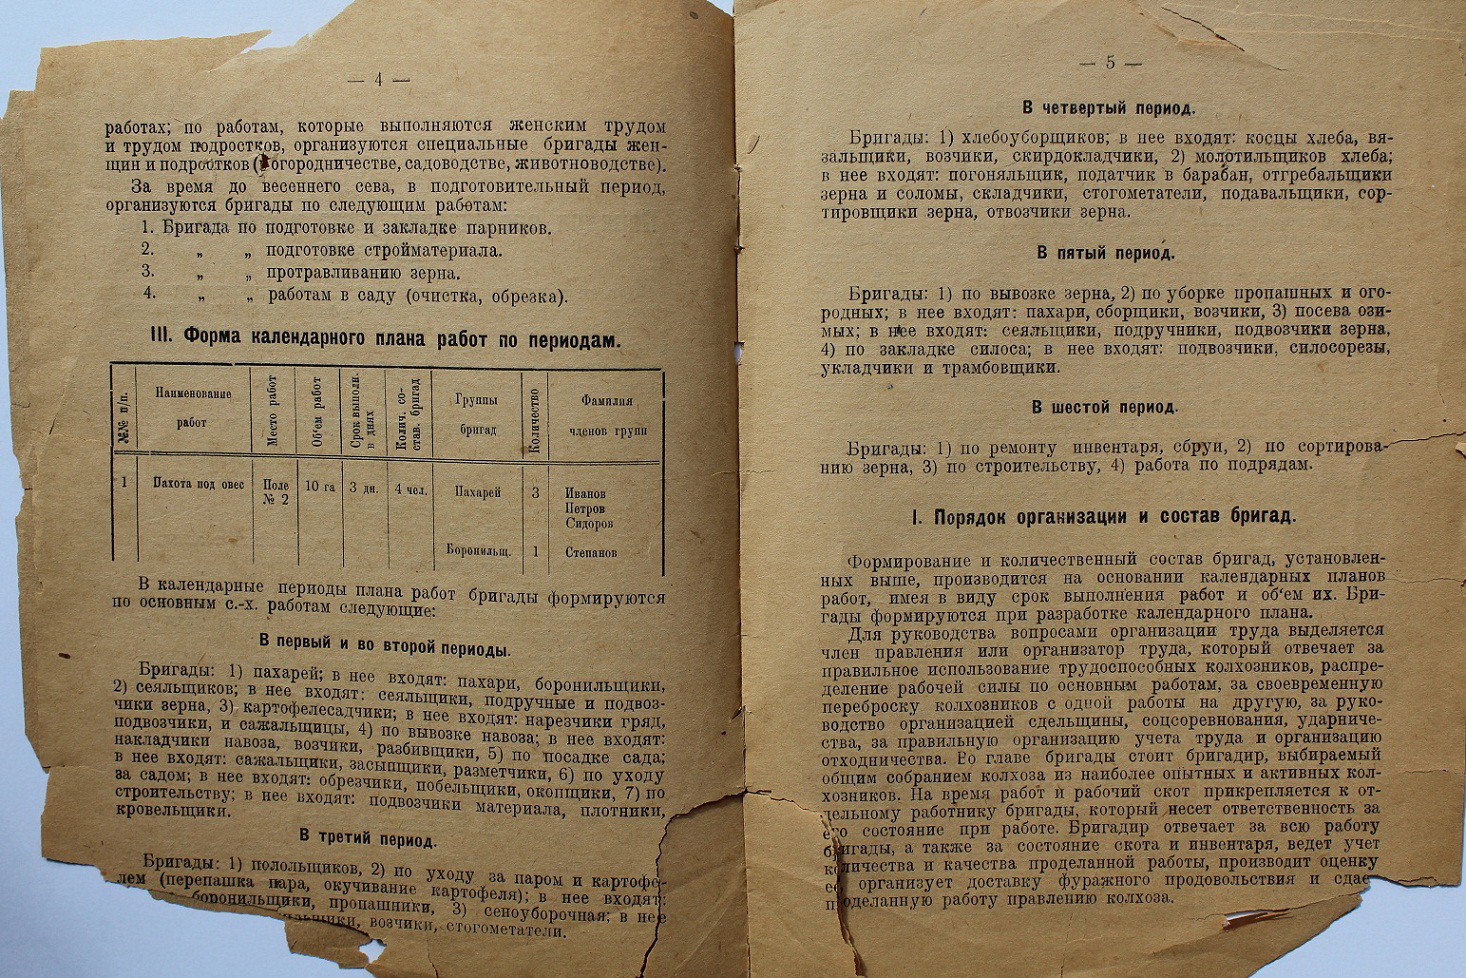 — 4 —
работах; по работам, которые выполняются женским трудом
и трудом подростков, организуются специальные бригады жен-
щин и подростков ( огородничестве, садоводстве, животноводстве).
За время до весеннего сева, в подготовительный период,
организуются бригады по следующим работам:
1. Бригада по подготовке и закладке парников.
2. „ „ подготовке стройматериала.
3. „ „ протравливанию зерна.
4. „ „ работам в саду (очистка, обрезка).
III. Форма календарного плана работ по периодам.
№№ п/п.
Наименование
работ
Место работ
Об'ем работ
Срок выполн.
в днях
Колич. со-
став. бригад
Группы
бригад
Количество
Фамилия
членов групп
1 Пахота под овес Поле 10 га 3 дн. 4 чел. Пахарей 3 Иванов
№ 2 Петров
Сидоров
Боронильщ. 1 Степанов
В календарные периоды плана работ бригады формируются
по основным с.-х. работам следующие:
В первый и во второй периоды.
Бригады: 1) пахарей; в нее входят: пахари, боронильщики,
2) сеяльщиков; в нее входят: сеяльщики, подручные и подвоз-
чики зерна, 3) картофелесадчики; в нее входят: нарезчики гряд,
подвозчики, и сажальщицы, 4) по вывозке навоза; в нее входят:
накладчики навоза, возчики, разбивщики, 5) по посадке сада;
в нее входят: сажальщики, засыпщики, разметчики, 6) по уходу
за садом; в нее входят: обрезчики, побельщики, окопщики, 7) по
строительству; в нее входят: подвозчики материала, плотники,
кровельщики.
В третий период.
Бригады: 1) полольщиков, 2) по уходу за паром и картофе-
лем (перепашка пара, окучивание картофеля); в нее входят:
боронильщики, пропашники, 3) сеноуборочная; в нее
возчики, стогометатели.
— 5 —
В четвертый период.
Бригады: 1) хлебоуборщиков; в нее входят: косцы хлеба, вя-
зальщики, возчики, скирдокладчики, 2) молотильщиков хлеба;
в нее входят: погоняльщик, податчик в барабан, отгребальщики
зерна и соломы, складчики, стогометатели, подавальщики, сор-
тировщики зерна, отвозчики зерна.
В пятый период.
Бригады: 1) по вывозке зерна, 2) по уборке пропашных и ого-
родных; в нее входят: пахари, сборщики, возчики, 3) посева ози-
мых; в нее входят: сеяльщики, подручники, подвозчики зерна,
4) по закладке силоса; в нее входят: подвозчики, силосорезы,
укладчики и трамбовщики.
В шестой период.
Бригады: 1) по ремонту инвентаря, сбруи, 2) по сортирова-
нию зерна, 3) по строительству, 4) работа по подрядам.
I. Порядок организации и состав бригад.
Формирование и количественный состав бригад, установлен-
ных выше, производится на основании календарных планов
работ, имея в виду срок выполнения работ и об'ем их. Бри-
гады формируются при разработке календарного плана.
Для руководства вопросами организации труда выделяется
член правления или организатор труда, который отвечает за
правильное использование трудоспособных колхозников, распре-
деление рабочей силы по основным работам, за своевременную
переброску колхозников с одной работы на другую, за руко-
водство организацией сдельщины, соцсоревнования, ударниче-
ства, за правильную организацию учета труда и организацию
отходничества. Во главе бригады стоит бригадир, выбираемый
общим собранием колхоза из наиболее опытных и активных кол-
хозников. На время работ и рабочий скот прикрепляется к от-
дельному работнику бригады, который несет ответственность за
его состояние при работе. Бригадир отвечает за всю работу
бригады, а также за состояние скота и инвентаря, ведет учет
количества и качества проделанной работы, производит оценку
ее организует доставку фуражного продовольствия и сдае
проделанную работу правлению колхоза.